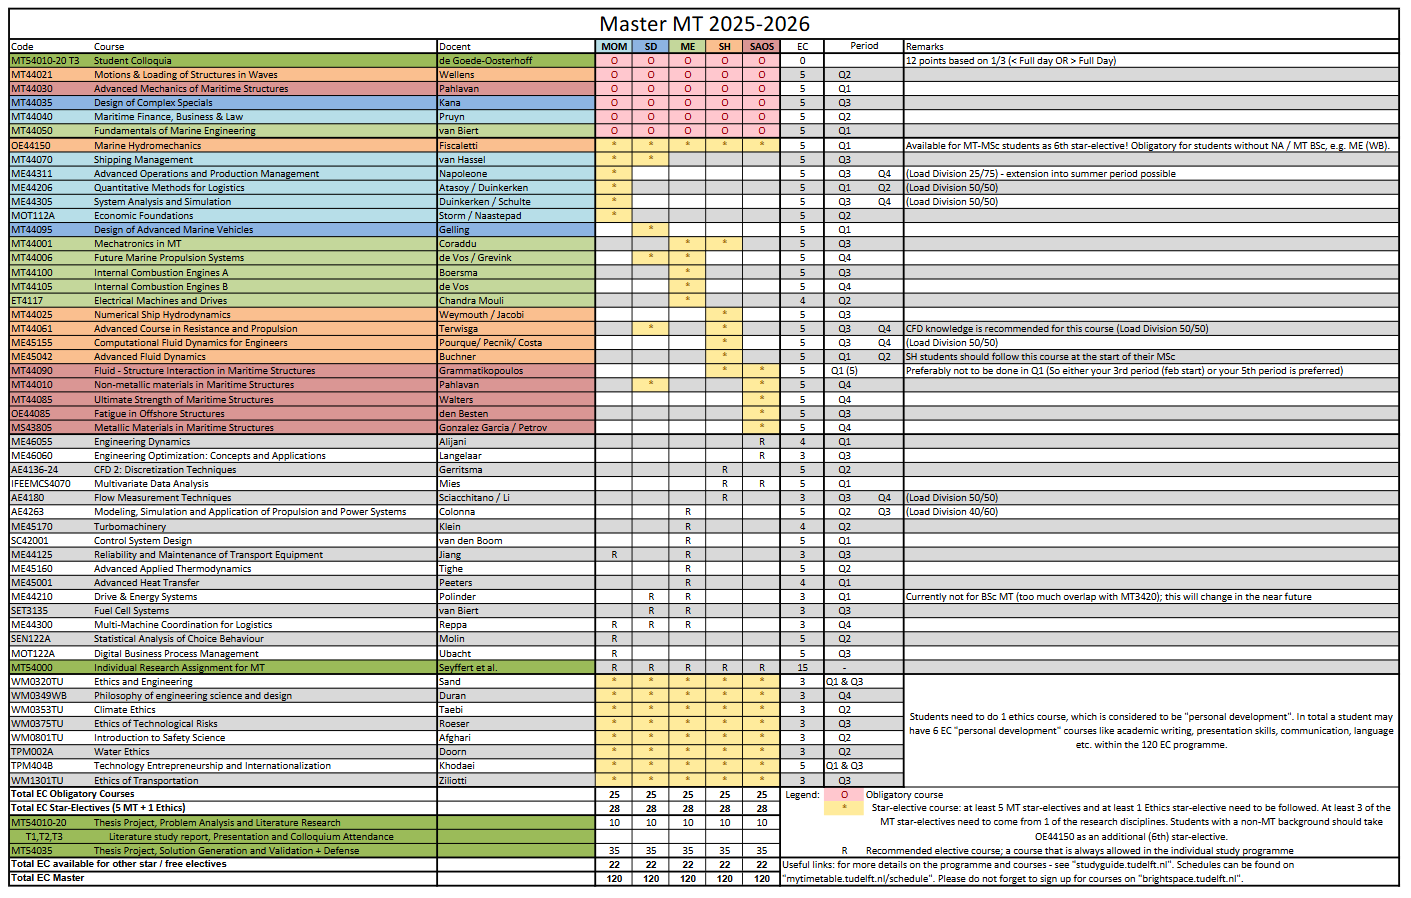 Master MT 2025-2026
Code Course Docent MOM SD ME SH SAOS EC Period Remarks
MT54010-20 T3 Student Colloquia de Goede-Oosterhoff O O O O O 0 12 points based on 1/3 (< Full day OR > Full Day)
MT44021 Motions & Loading of Structures in Waves Wellens O O O O O 5 Q2
MT44030 Advanced Mechanics of Maritime Structures Pahlavan O O O O O 5 Q1
MT44035 Design of Complex Specials Kana O O O O O 5 Q3
MT44040 Maritime Finance, Business & Law Pruyn O O O O O 5 Q2
MT44050 Fundamentals of Marine Engineering van Biert O O O O O 5 Q1
OE44150 Marine Hydromechanics Fiscaletti * * * * * 5 Q1 Available for MT-MSc students as 6th star-elective! Obligatory for students without NA / MT BSc, e.g. ME (WB).
MT44070 Shipping Management van Hassel * * 5 Q3
ME44311 Advanced Operations and Production Management Napoleone * 5 Q3 Q4 (Load Division 25/75) - extension into summer period possible
ME44206 Quantitative Methods for Logistics Atasoy / Duinkerken * 5 Q1 Q2 (Load Division 50/50)
ME44305 System Analysis and Simulation Duinkerken / Schulte * 5 Q3 Q4 (Load Division 50/50)
MOT112A Economic Foundations Storm / Naastepad * 5 Q2
MT44095 Design of Advanced Marine Vehicles Gelling * 5 Q1
MT44001 Mechatronics in MT Coraddu * * 5 Q3
MT44006 Future Marine Propulsion Systems de Vos / Grevink * * 5 Q4
MT44100 Internal Combustion Engines A Boersma * 5 Q3
MT44105 Internal Combustion Engines B de Vos * 5 Q4
ET4117 Electrical Machines and Drives Chandra Mouli * 4 Q2
MT44025 Numerical Ship Hydrodynamics Weymouth / Jacobi * 5 Q3
MT44061 Advanced Course in Resistance and Propulsion Terwisga * * 5 Q3 Q4 CFD knowledge is recommended for this course (Load Division 50/50)
ME45155 Computational Fluid Dynamics for Engineers Pourque/ Pecnik/ Costa * 5 Q3 Q4 (Load Division 50/50)
ME45042 Advanced Fluid Dynamics Buchner * 5 Q1 Q2 SH students should follow this course at the start of their MSc
MT44090 Fluid - Structure Interaction in Maritime Structures Grammatikopoulos * * 5 Q1 (5) Preferably not to be done in Q1 (So either your 3rd period (feb start) or your 5th period is preferred)
MT44010 Non-metallic materials in Maritime Structures Pahlavan * * 5 Q4
MT44085 Ultimate Strength of Maritime Structures Walters * 5 Q4
OE44085 Fatigue in Offshore Structures den Besten * 5 Q3
MS43805 Metallic Materials in Maritime Structures Gonzalez Garcia / Petrov * 5 Q4
ME46055 Engineering Dynamics Alijani R 4 Q1
ME46060 Engineering Optimization: Concepts and Applications Langelaar R 3 Q3
AE4136-24 CFD 2: Discretization Techniques Gerritsma R 5 Q2
IFEEMCS4070 Multivariate Data Analysis Mies R R 5 Q1
AE4180 Flow Measurement Techniques Sciacchitano / Li R 3 Q3 Q4 (Load Division 50/50)
AE4263 Modeling, Simulation and Application of Propulsion and Power Systems Colonna R 5 Q2 Q3 (Load Division 40/60)
ME45170 Turbomachinery Klein R 4 Q2
SC42001 Control System Design van den Boom R 5 Q1
ME44125 Reliability and Maintenance of Transport Equipment Jiang R R 3 Q3
ME45160 Advanced Applied Thermodynamics Tighe R 5 Q2
ME45001 Advanced Heat Transfer Peeters R 4 Q1
ME44210 Drive & Energy Systems Polinder R R 3 Q1 Currently not for BSc MT (too much overlap with MT3420); this will change in the near future
SET3135 Fuel Cell Systems van Biert R R 3 Q3
ME44300 Multi-Machine Coordination for Logistics Reppa R R R 3 Q4
SEN122A Statistical Analysis of Choice Behaviour Molin R 5 Q2
MOT122A Digital Business Process Management Ubacht R 5 Q3
MT54000 Individual Research Assignment for MT Seyffert et al. R R R R R 15 -
WM0320TU Ethics and Engineering Sand * * * * * 3 Q1 & Q3
WM0349WB Philosophy of engineering science and design Duran * * * * * 3 Q4
WM0353TU Climate Ethics Taebi * * * * * 3 Q2
WM0375TU Ethics of Technological Risks Roeser * * * * * 3 Q3
WM0801TU Introduction to Safety Science Afghari * * * * * 3 Q2
TPM002A Water Ethics Doorn * * * * * 3 Q2
TPM404B Technology Entrepreneurship and Internationalization Khodaei * * * * * 5 Q1 & Q3
WM1301TU Ethics of Transportation Ziliotti * * * * * 3 Q3
Students need to do 1 ethics course, which is considered to be "personal development". In total a student may
have 6 EC "personal development" courses like academic writing, presentation skills, communication, language
etc. within the 120 EC programme.
Total EC Obligatory Courses 25 25 25 25 25
Total EC Star-Electives (5 MT + 1 Ethics) 28 28 28 28 28
MT54010-20 Thesis Project, Problem Analysis and Literature Research 10 10 10 10 10
T1,T2,T3 Literature study report, Presentation and Colloquium Attendance
MT54035 Thesis Project, Solution Generation and Validation + Defense 35 35 35 35 35
Total EC available for other star / free electives 22 22 22 22 22
Total EC Master 120 120 120 120 120
Legend: O Obligatory course
* Star-elective course: at least 5 MT star-electives and at least 1 Ethics star-elective need to be followed. At least 3 of the
MT star-electives need to come from 1 of the research disciplines. Students with a non-MT background should take
OE44150 as an additional (6th) star-elective.
R Recommended elective course; a course that is always allowed in the individual study programme
Useful links: for more details on the programme and courses - see "studyguide.tudelft.nl". Schedules can be found on
"mytimetable.tudelft.nl/schedule". Please do not forget to sign up for courses on "brightspace.tudelft.nl".